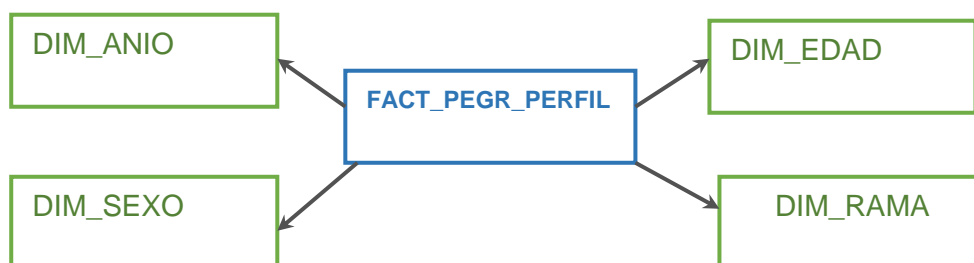 DIM_ANIO
DIM_EDAD
FACT_PEGR_PERFIL
DIM_SEXO
DIM_RAMA